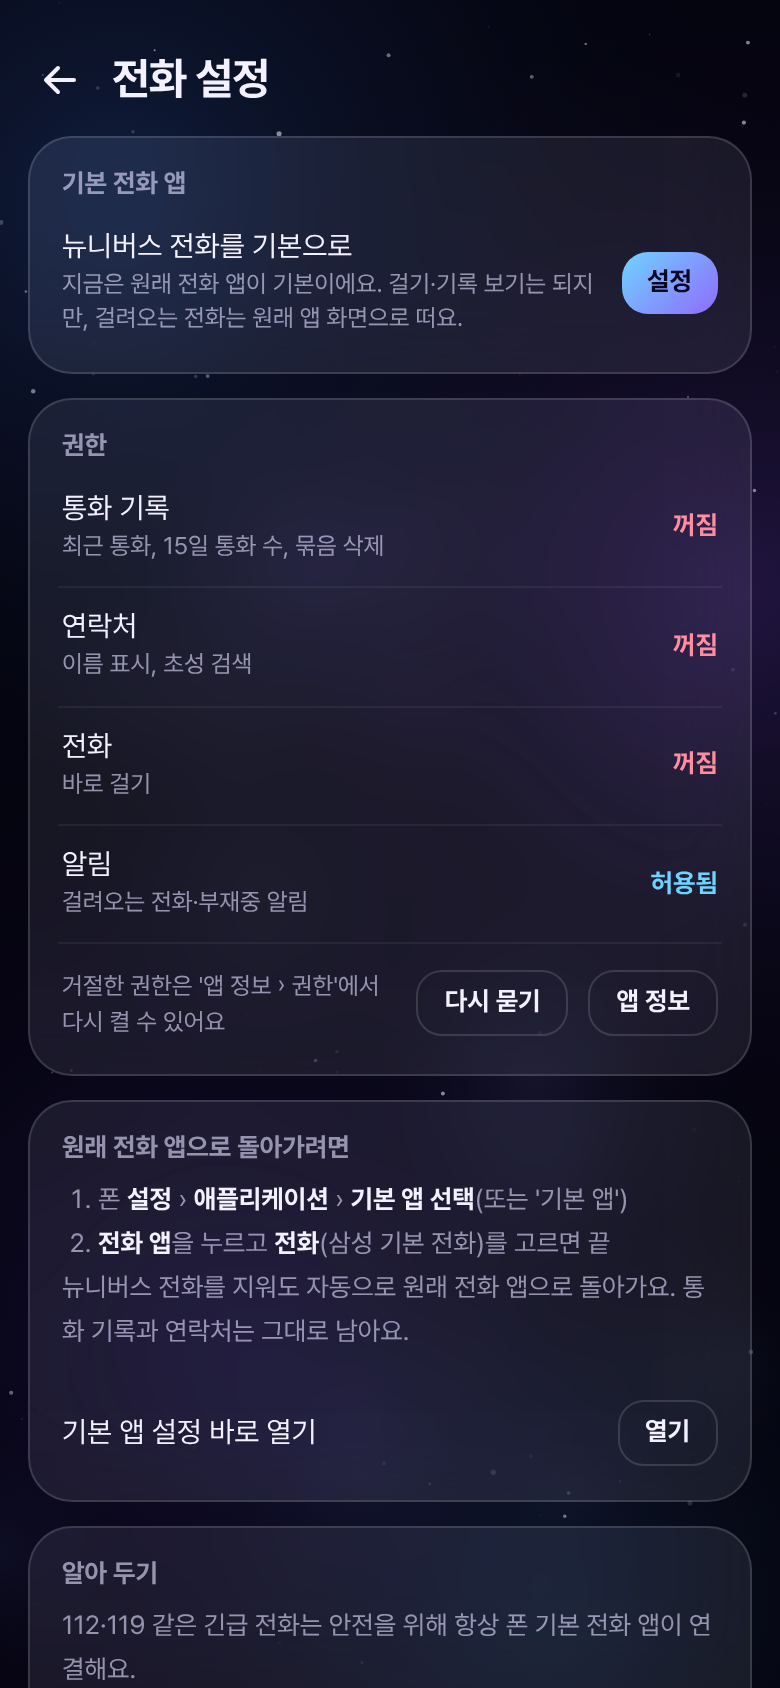 전화 설정
기본 전화 앱
뉴니버스 전화를 기본으로
지금은 원래 전화 앱이 기본이에요. 걸기·기록 보기는 되지
만, 걸려오는 전화는 원래 앱 화면으로 떠요.
설정
권한
통화 기록
최근 통화, 15일 통화 수, 묶음 삭제
꺼짐
연락처
이름 표시, 초성 검색
꺼짐
전화
바로 걸기
꺼짐
알림
걸려오는 전화·부재중 알림
허용됨
거절한 권한은 '앱 정보 › 권한'에서
다시 켤 수 있어요
다시 묻기
앱 정보
원래 전화 앱으로 돌아가려면
1. 폰 설정 › 애플리케이션 › 기본 앱 선택(또는 '기본 앱')
2. 전화 앱을 누르고 전화(삼성 기본 전화)를 고르면 끝
뉴니버스 전화를 지워도 자동으로 원래 전화 앱으로 돌아가요. 통
화 기록과 연락처는 그대로 남아요.
기본 앱 설정 바로 열기
열기
알아 두기
112·119 같은 긴급 전화는 안전을 위해 항상 폰 기본 전화 앱이 연
결해요.